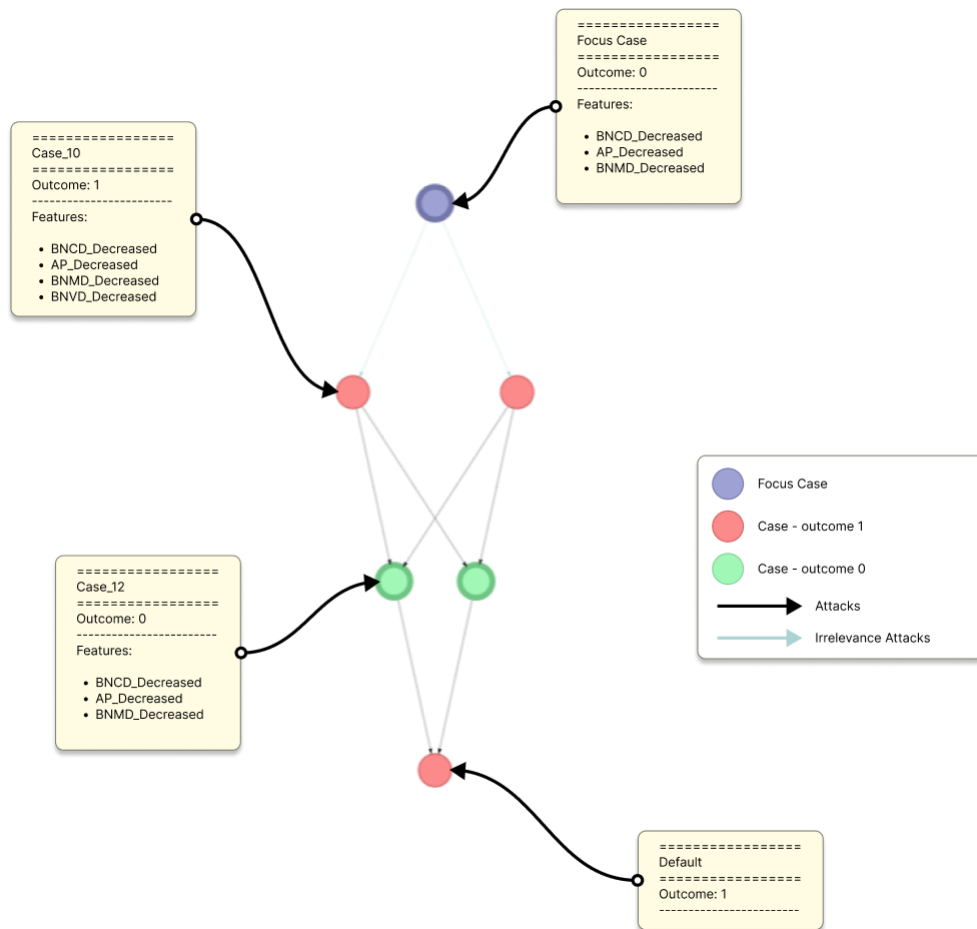 ==================
Focus Case
==================
Outcome: 0
------------------------
Features:
• BNCD_Decreased
• AP_Decreased
• BNMD_Decreased
==================
Case_10
==================
Outcome: 1
------------------------
Features:
• BNCD_Decreased
• AP_Decreased
• BNMD_Decreased
• BNVD_Decreased
Focus Case
Case - outcome 1
Case - outcome 0
Attacks
Irrelevance Attacks
==================
Case_12
==================
Outcome: 0
------------------------
Features:
• BNCD_Decreased
• AP_Decreased
• BNMD_Decreased
==================
Default
==================
Outcome: 1
------------------------